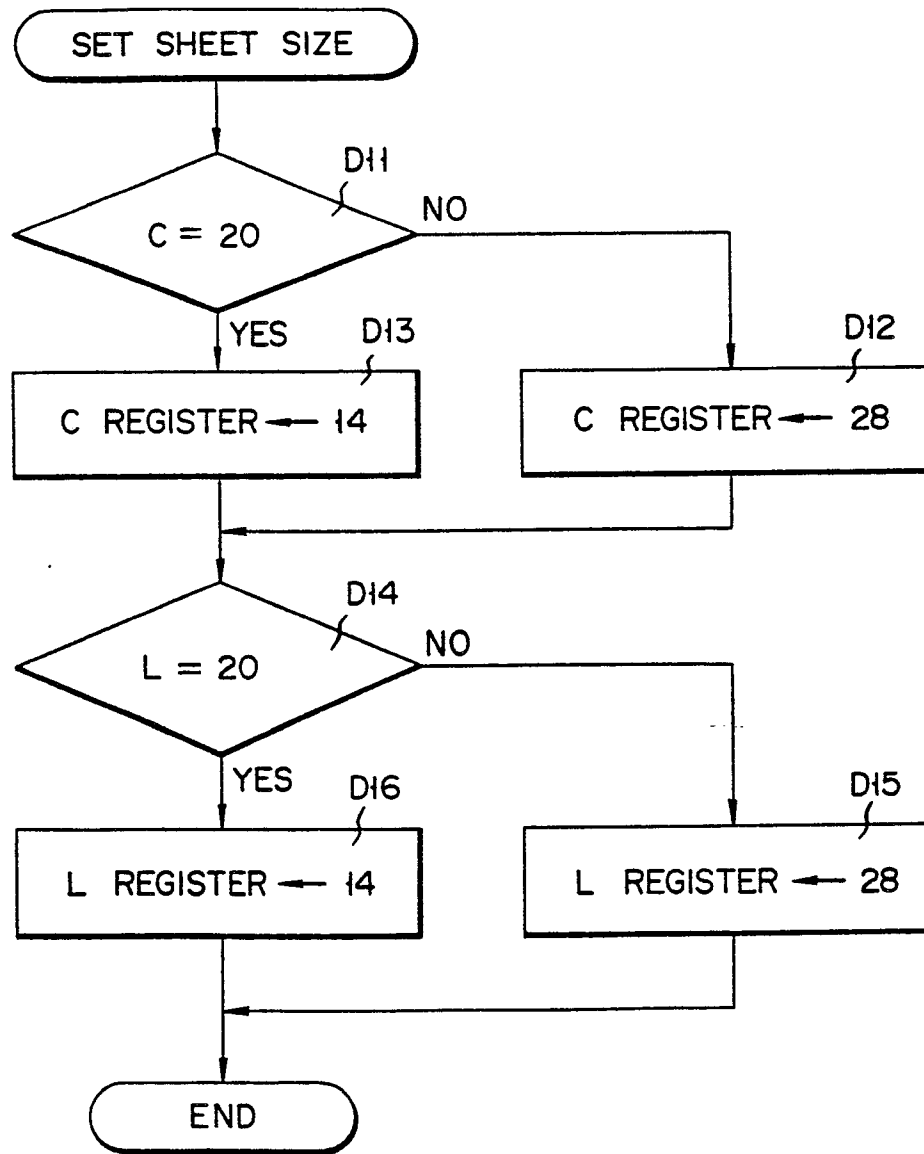 SET SHEET SIZE
D11
C = 20
NO
YES
D13
C REGISTER ← 14
D12
C REGISTER ← 28
D14
L = 20
NO
YES
D16
L REGISTER ← 14
D15
L REGISTER ← 28
END